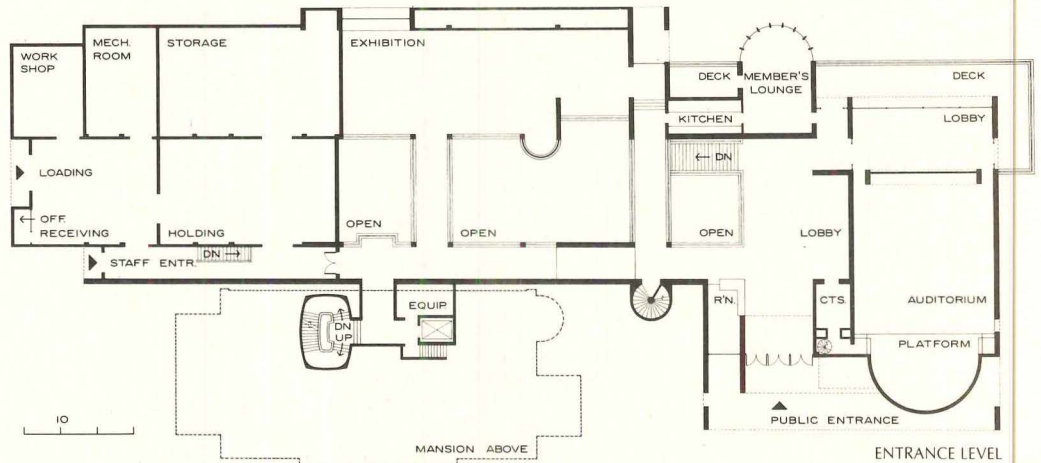 WORK
SHOP
MECH.
ROOM
STORAGE
EXHIBITION
DECK
MEMBER'S
LOUNGE
DECK
LOBBY
KITCHEN
← DN
LOADING
← OFF.
RECEIVING
HOLDING
OPEN
OPEN
OPEN
LOBBY
DN →
STAFF ENTR.
EQUIP
DN
UP
R'N.
CTS.
AUDITORIUM
PLATFORM
10
PUBLIC ENTRANCE
MANSION ABOVE
ENTRANCE LEVEL